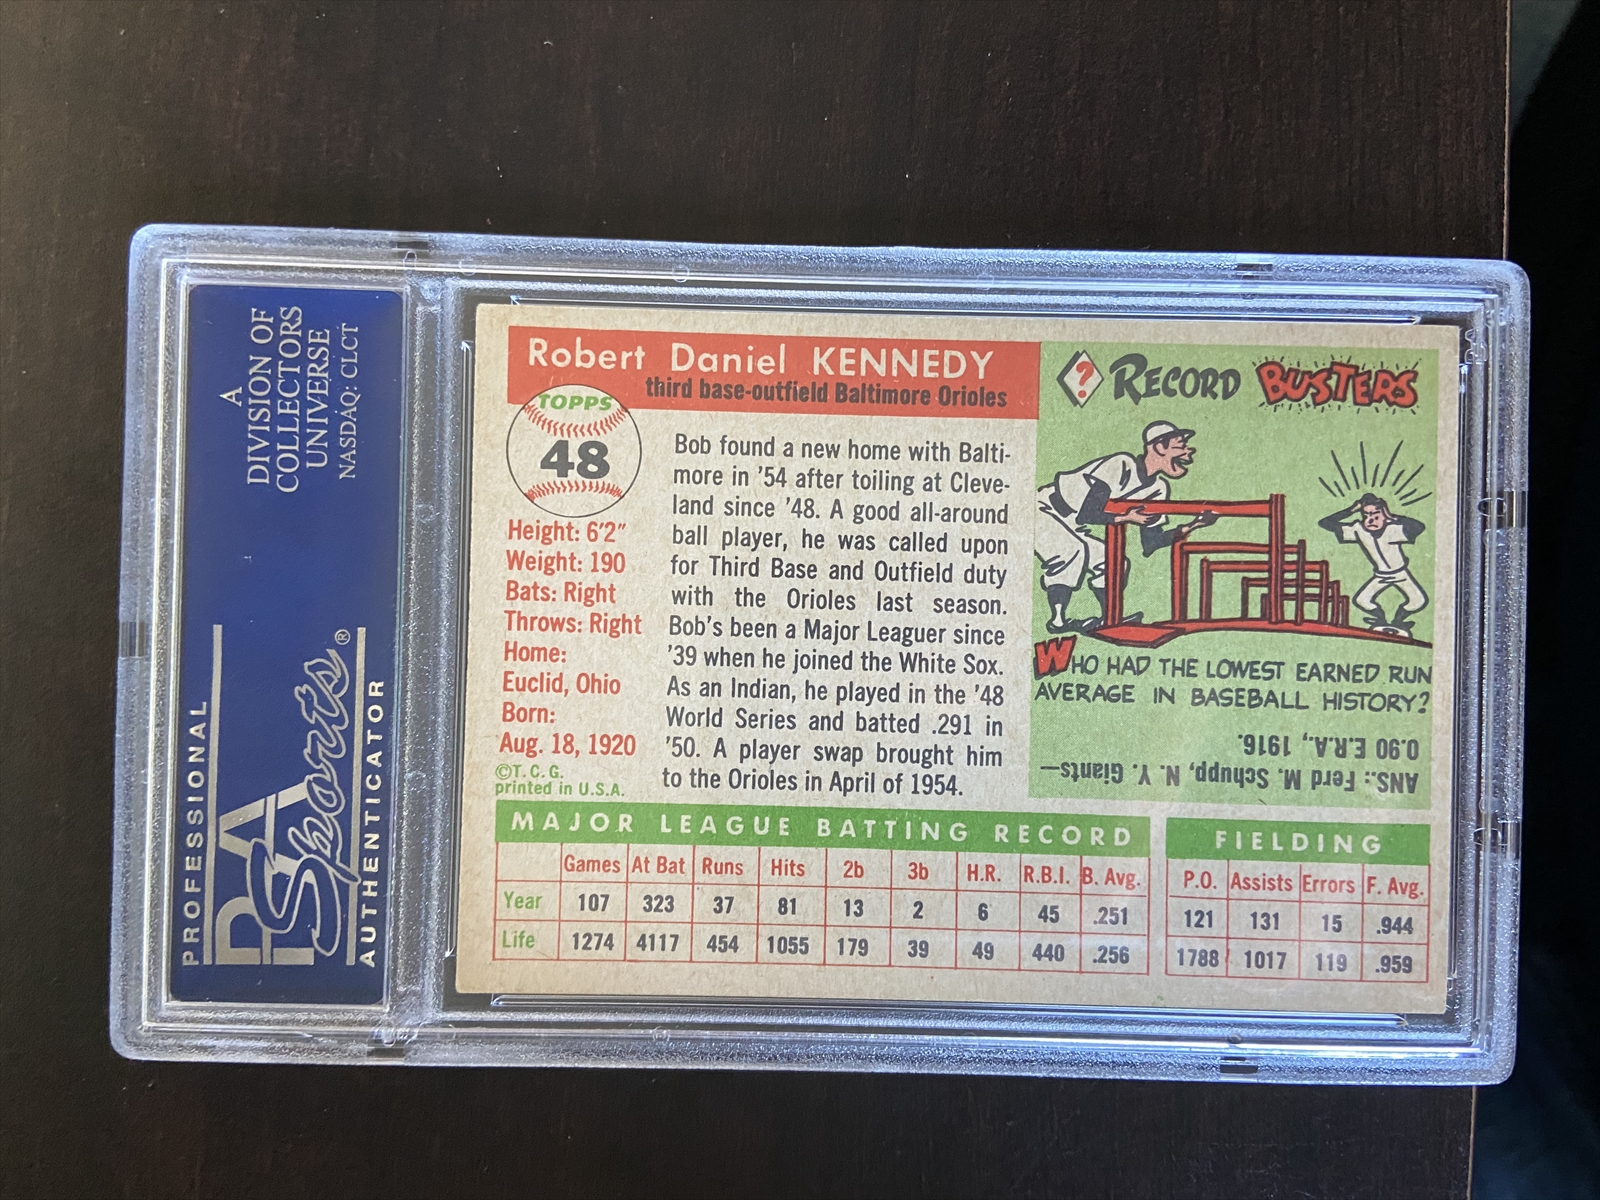 A
DIVISION OF
COLLECTORS
UNIVERSE
NASDAQ: CLCT
PROFESSIONAL
PSA
Sports®
AUTHENTICATOR
Robert Daniel KENNEDY
third base-outfield Baltimore Orioles
TOPPS
48
Height: 6'2"
Weight: 190
Bats: Right
Throws: Right
Home:
Euclid, Ohio
Born:
Aug. 18, 1920
©T. C. G.
printed in U.S.A.
Bob found a new home with Balti-
more in '54 after toiling at Cleve-
land since '48. A good all-around
ball player, he was called upon
for Third Base and Outfield duty
with the Orioles last season.
Bob's been a Major Leaguer since
'39 when he joined the White Sox.
As an Indian, he played in the '48
World Series and batted .291 in
'50. A player swap brought him
to the Orioles in April of 1954.
? RECORD BUSTERS
WHO HAD THE LOWEST EARNED RUN
AVERAGE IN BASEBALL HISTORY?
ANS.: Ferd M. Schupp, N. Y. Giants—
0.90 E.R.A., 1916.
MAJOR LEAGUE BATTING RECORD
Games At Bat Runs Hits 2b 3b H.R. R.B.I. B. Avg.
Year 107 323 37 81 13 2 6 45 .251
Life 1274 4117 454 1055 179 39 49 440 .256
FIELDING
P.O. Assists Errors F. Avg.
121 131 15 .944
1788 1017 119 .959